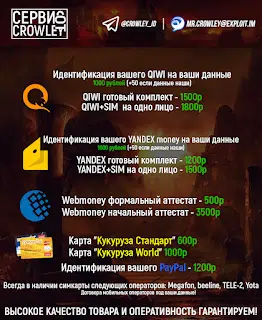 СЕРВИС
CROWLEY
@CROWLEY_IO
MR.CROWLEY@EXPLOIT.IM
Идентификация вашего QIWI на ваши данные
1000 рублей (+50 если данные наши)
QIWI готовый комплект - 1500р
QIWI+SIM на одно лицо - 1800р
Идентификация вашего YANDEX money на ваши данные
1000 рублей (+50 если данные наши)
YANDEX готовый комплект - 1200р
YANDEX+SIM на одно лицо - 1500р
Webmoney формальный аттестат - 500р
Webmoney начальный аттестат - 3500р
Карта "Кукуруза Стандарт" 600р
Карта "Кукуруза World" 1000р
Идентификация вашего PayPal - 1200р
Всегда в наличии симкарты следующих операторов: Megafon, beeline, TELE-2, Yota
Договора мобильных операторов под ваши данные!
ВЫСОКОЕ КАЧЕСТВО ТОВАРА И ОПЕРАТИВНОСТЬ ГАРАНТИРУЕМ!